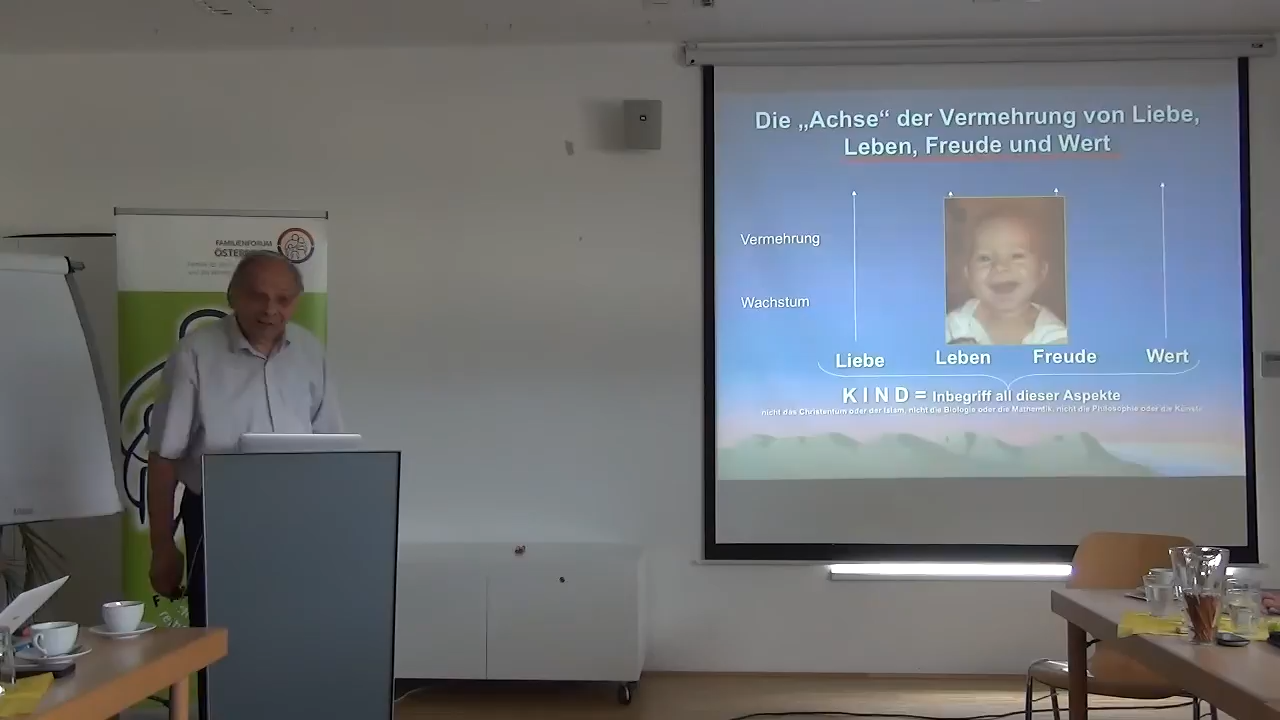 Die „Achse“ der Vermehrung von Liebe,
Leben, Freude und Wert
Vermehrung
Wachstum
Liebe Leben Freude Wert
KIND = Inbegriff all dieser Aspekte
nicht das Christentum oder der Islam, nicht die Biologie oder die Mathemtik, nicht die Philosophie oder die Künste
FAMILIENFORUM